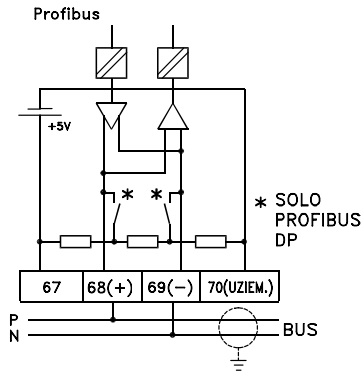 Profibus
+5V
* *
* SOLO
PROFIBUS
DP
67 68(+) 69(-) 70(UZIEM.)
P
N
BUS